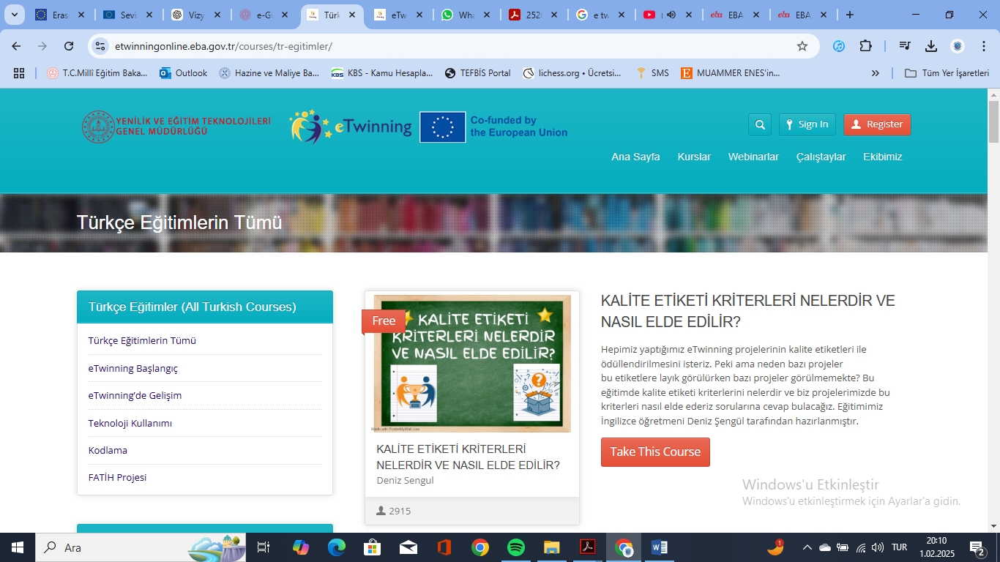 Eras
Sevi
Vizy
e-Gi
Türk
eTw
Wha
252
e tw
EBA
EBA
etwinningonline.eba.gov.tr/courses/tr-egitimler/
T.C.Millî Eğitim Baka...
Outlook
Hazine ve Maliye Ba...
KBS - Kamu Hesapla...
TEFBİS Portal
lichess.org • Ücretsi...
SMS
MUAMMER ENES'in...
Tüm Yer İşaretleri
YENİLİK VE EĞİTİM TEKNOLOJİLERİ
GENEL MÜDÜRLÜĞÜ
eTwinning
Co-funded by
the European Union
Sign In
Register
Ana Sayfa Kurslar Webinarlar Çalıştaylar Ekibimiz
Türkçe Eğitimlerin Tümü
Türkçe Eğitimler (All Turkish Courses)
Türkçe Eğitimlerin Tümü
eTwinning Başlangıç
eTwinning’de Gelişim
Teknoloji Kullanımı
Kodlama
FATİH Projesi
Free
KALİTE ETİKETİ
KRİTERLERİ NELERDİR
VE NASIL ELDE EDİLİR?
Made with PosterMyWall.com
KALİTE ETİKETİ KRİTERLERİ
NELERDİR VE NASIL ELDE EDİLİR?
Deniz Sengul
2915
KALİTE ETİKETİ KRİTERLERİ NELERDİR VE
NASIL ELDE EDİLİR?
Hepimiz yaptığımız eTwinning projelerinin kalite etiketleri ile
ödüllendirilmesini isteriz. Peki ama neden bazı projeler
bu etiketlere layık görülürken bazı projeler görülmemekte? Bu
eğitimde kalite etiketi kriterlerini nelerdir ve biz projelerimizde bu
kriterleri nasıl elde ederiz sorularına cevap bulacağız. Eğitimimiz
İngilizce öğretmeni Deniz Şengül tarafından hazırlanmıştır.
Take This Course
Windows'u Etkinleştir
Windows'u etkinleştirmek için Ayarlar'a gidin.
Ara
1
TUR
20:10
1.02.2025
2